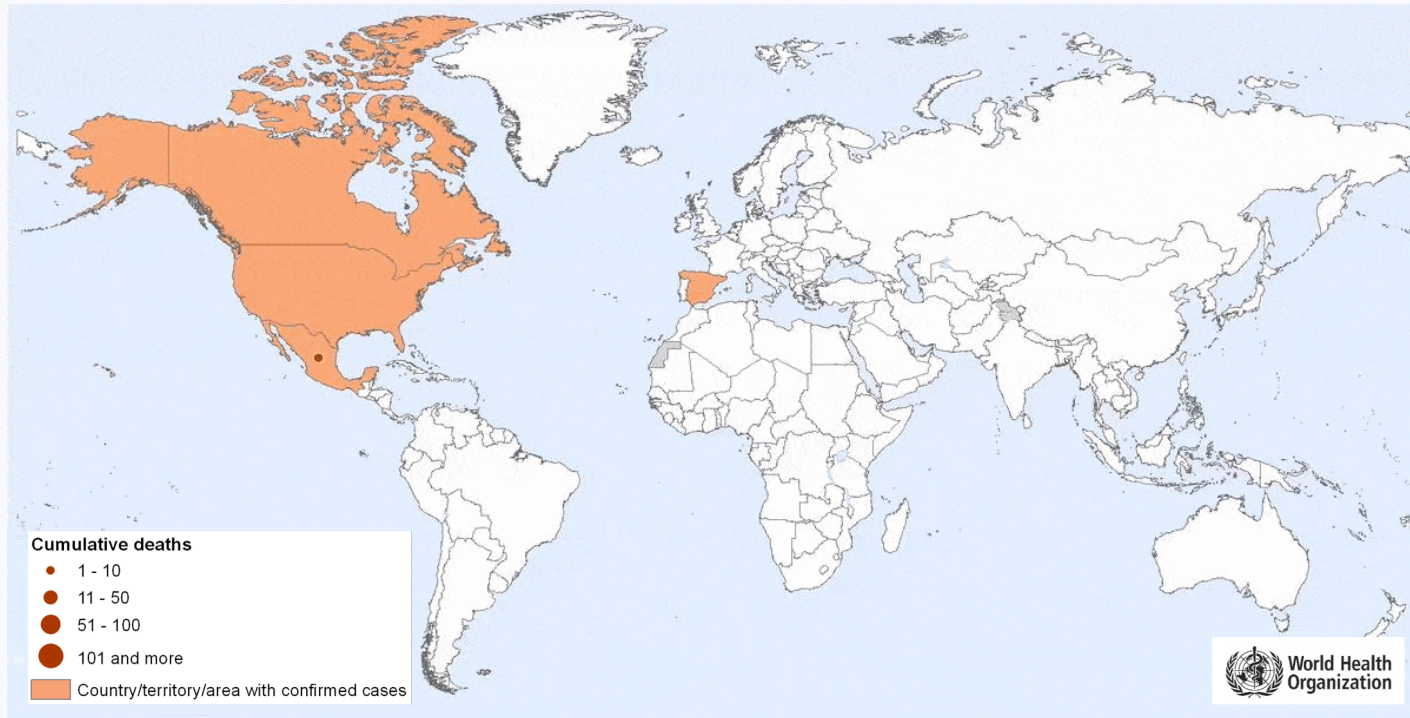 Cumulative deaths
1 - 10
11 - 50
51 - 100
101 and more
Country/territory/area with confirmed cases
World Health
Organization